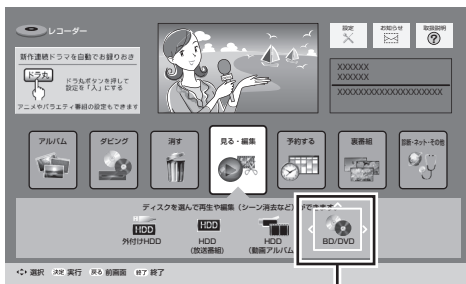 レコーダー
設定
お知らせ
取扱説明
新作連続ドラマを自動でお録りおき
ドラ丸
ドラ丸ボタンを押して
設定を「入」にする
アニメやバラエティ番組の設定もできます
XXXXXX
XXXXXX
XXXXXXXXXXXXXXXXXXX
アルバム
ダビング
消す
見る・編集
予約する
裏番組
診断・ネット・その他
ディスクを選んで再生や編集（シーン消去など）ができます
HDD
外付けHDD
HDD
HDD
(放送番組)
HDD
(動画アルバム
BD/DVD
選択 決定 実行 戻る 前画面 終了 終了